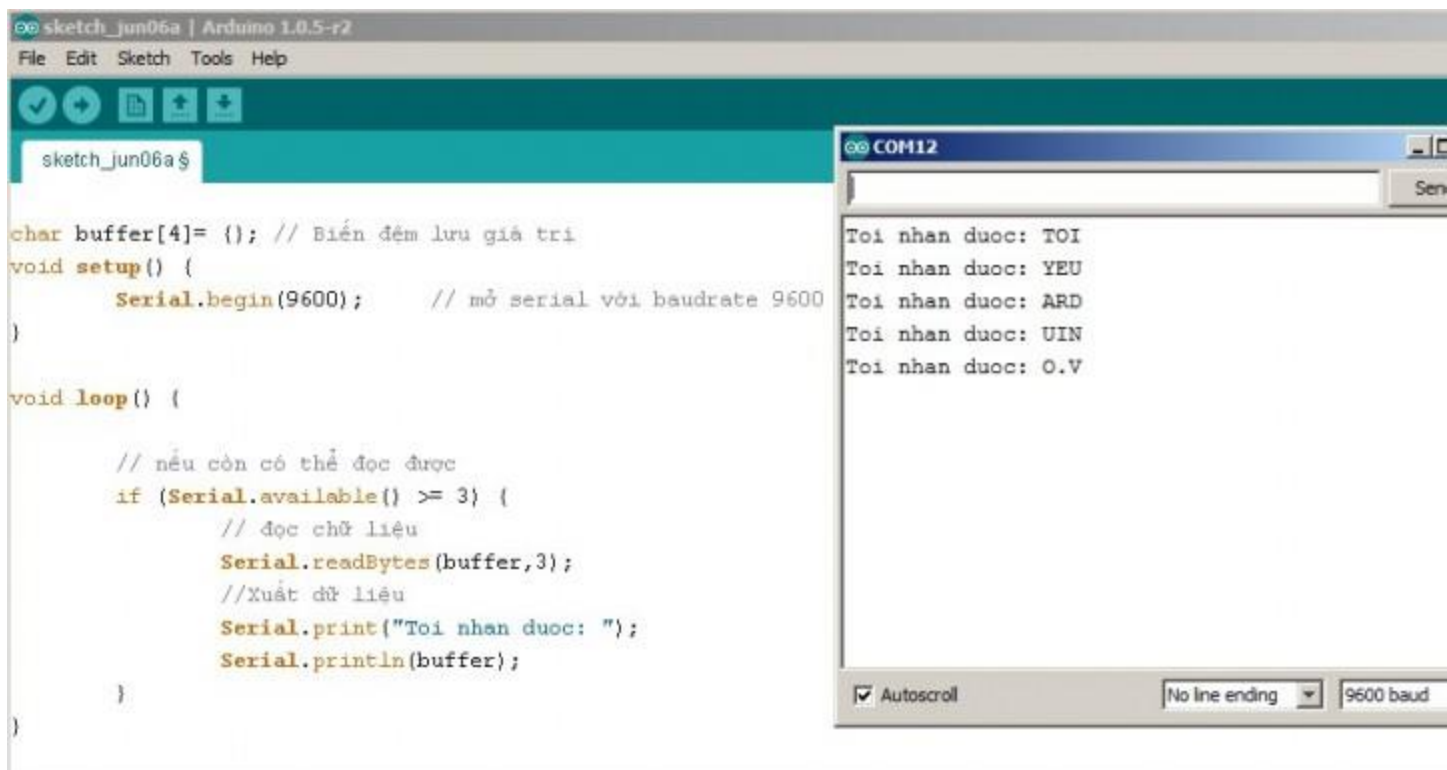 sketch_jun06a | Arduino 1.0.5-r2
File Edit Sketch Tools Help
sketch_jun06a §
char buffer[4]= {}; // Biến đệm lưu giá trị
void setup() {
Serial.begin(9600); // mở serial với baudrate 9600
}
void loop() {
// nếu còn có thể đọc được
if (Serial.available() >= 3) {
// đọc chữ liệu
Serial.readBytes(buffer,3);
//Xuất dữ liệu
Serial.print("Toi nhan duoc: ");
Serial.println(buffer);
}
}
COM12
Sen
Toi nhan duoc: TOI
Toi nhan duoc: YEU
Toi nhan duoc: ARD
Toi nhan duoc: UIN
Toi nhan duoc: O.V
Autoscroll
No line ending
9600 baud